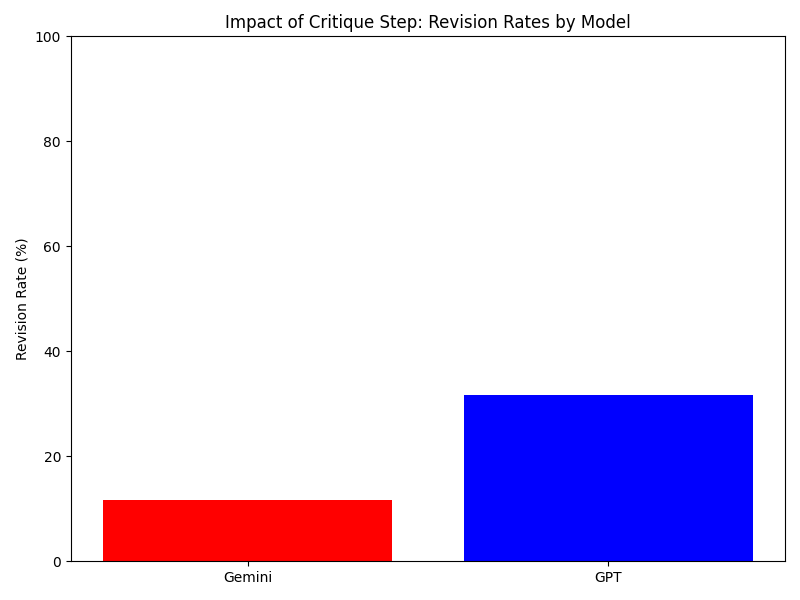 Impact of Critique Step: Revision Rates by Model
100
80
60
40
20
0
Revision Rate (%)
Gemini
GPT